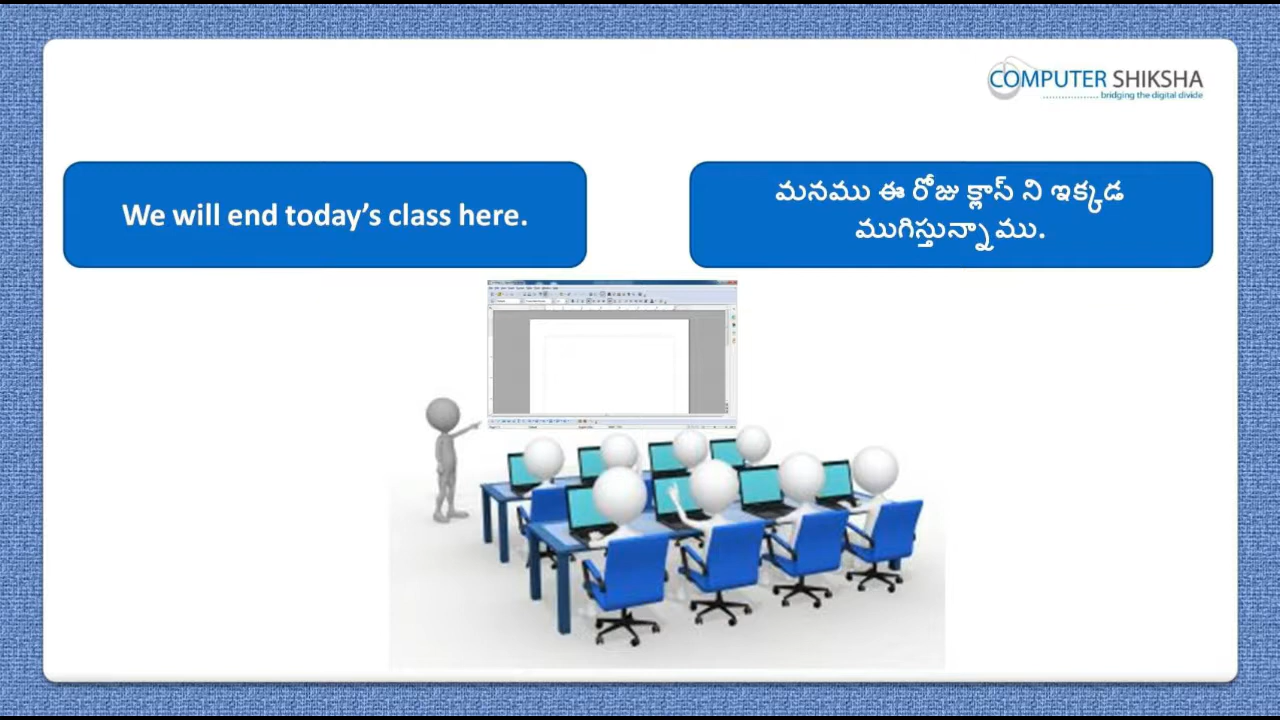 COMPUTER SHIKSHA
bridging the digital divide
We will end today's class here.
మనము ఈ రోజు క్లాస్ ని ఇక్కడ
ముగిస్తున్నాము.